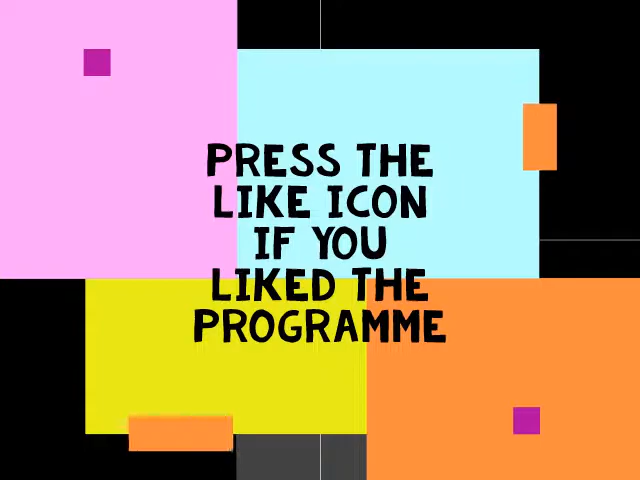 PRESS THE
LIKE ICON
IF YOU
LIKED THE
PROGRAMME